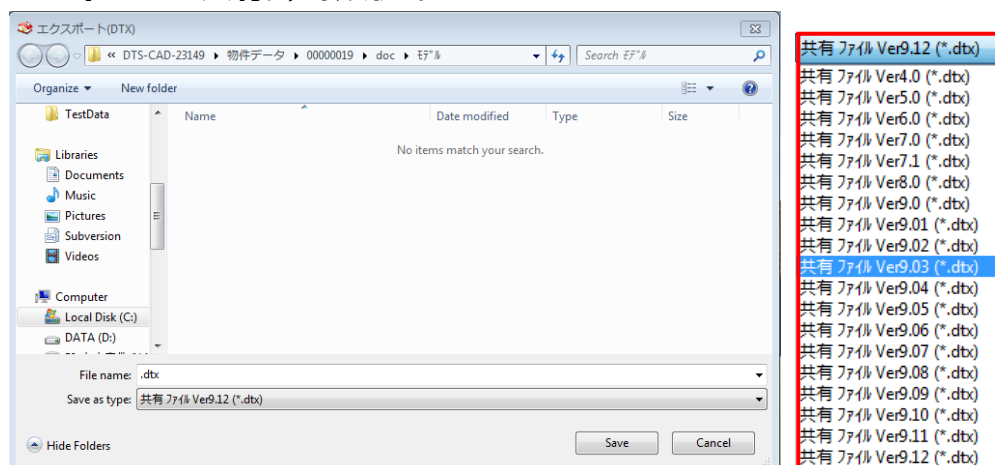 エクスポート(DTX)
« DTS-CAD-23149 ▸ 物件データ ▸ 00000019 ▸ doc ▸ ﾓﾃﾞﾙ
Search ﾓﾃﾞﾙ
Organize ▾ New folder
TestData
Libraries
Documents
Music
Pictures
Subversion
Videos
Computer
Local Disk (C:)
DATA (D:)
Name Date modified Type Size
No items match your search.
File name: .dtx
Save as type: 共有 ﾌｧｲﾙ Ver9.12 (*.dtx)
Hide Folders
Save Cancel
共有 ﾌｧｲﾙ Ver9.12 (*.dtx)
共有 ﾌｧｲﾙ Ver4.0 (*.dtx)
共有 ﾌｧｲﾙ Ver5.0 (*.dtx)
共有 ﾌｧｲﾙ Ver6.0 (*.dtx)
共有 ﾌｧｲﾙ Ver7.0 (*.dtx)
共有 ﾌｧｲﾙ Ver7.1 (*.dtx)
共有 ﾌｧｲﾙ Ver8.0 (*.dtx)
共有 ﾌｧｲﾙ Ver9.0 (*.dtx)
共有 ﾌｧｲﾙ Ver9.01 (*.dtx)
共有 ﾌｧｲﾙ Ver9.02 (*.dtx)
共有 ﾌｧｲﾙ Ver9.03 (*.dtx)
共有 ﾌｧｲﾙ Ver9.04 (*.dtx)
共有 ﾌｧｲﾙ Ver9.05 (*.dtx)
共有 ﾌｧｲﾙ Ver9.06 (*.dtx)
共有 ﾌｧｲﾙ Ver9.07 (*.dtx)
共有 ﾌｧｲﾙ Ver9.08 (*.dtx)
共有 ﾌｧｲﾙ Ver9.09 (*.dtx)
共有 ﾌｧｲﾙ Ver9.10 (*.dtx)
共有 ﾌｧｲﾙ Ver9.11 (*.dtx)
共有 ﾌｧｲﾙ Ver9.12 (*.dtx)